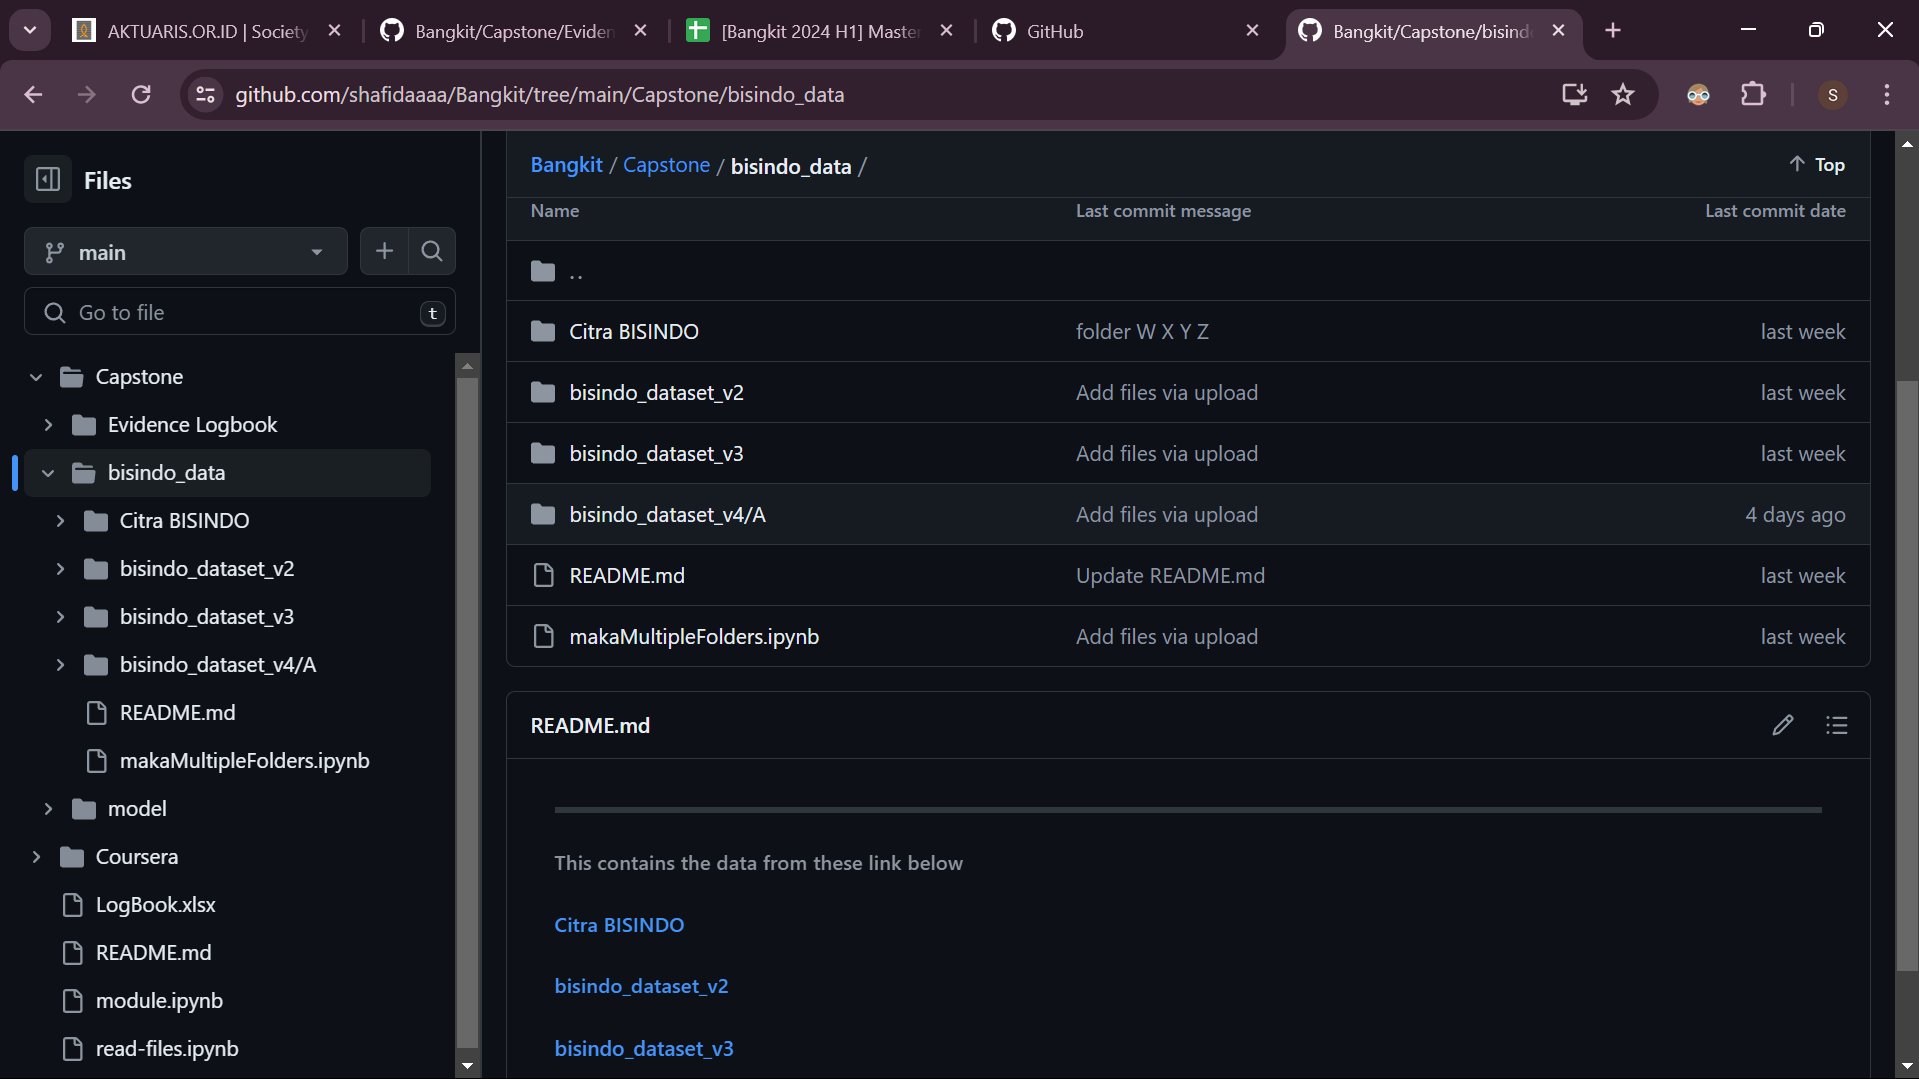 AKTUARIS.OR.ID | Society
Bangkit/Capstone/Eviden
[Bangkit 2024 H1] Master
GitHub
Bangkit/Capstone/bisindo
github.com/shafidaaaa/Bangkit/tree/main/Capstone/bisindo_data
S
Files
main
Go to file
t
Capstone
Evidence Logbook
bisindo_data
Citra BISINDO
bisindo_dataset_v2
bisindo_dataset_v3
bisindo_dataset_v4/A
README.md
makaMultipleFolders.ipynb
model
Coursera
LogBook.xlsx
README.md
module.ipynb
read-files.ipynb
Bangkit / Capstone / bisindo_data /
Top
Name Last commit message Last commit date
..
Citra BISINDO folder W X Y Z last week
bisindo_dataset_v2 Add files via upload last week
bisindo_dataset_v3 Add files via upload last week
bisindo_dataset_v4/A Add files via upload 4 days ago
README.md Update README.md last week
makaMultipleFolders.ipynb Add files via upload last week
README.md
This contains the data from these link below
Citra BISINDO
bisindo_dataset_v2
bisindo_dataset_v3